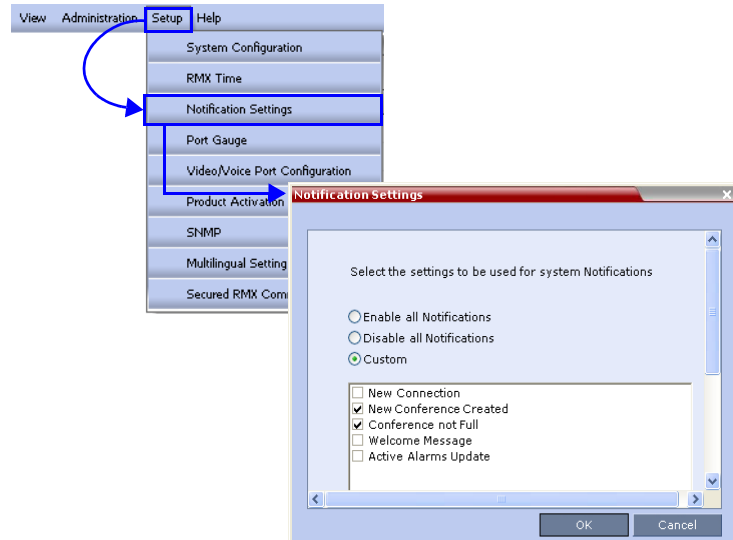 View Administration Setup Help
System Configuration
RMX Time
Notification Settings
Port Gauge
Video/Voice Port Configuration
Product Activation
SNMP
Multilingual Setting
Secured RMX Com
Notification Settings
Select the settings to be used for system Notifications
Enable all Notifications
Disable all Notifications
Custom
New Connection
New Conference Created
Conference not Full
Welcome Message
Active Alarms Update
OK Cancel